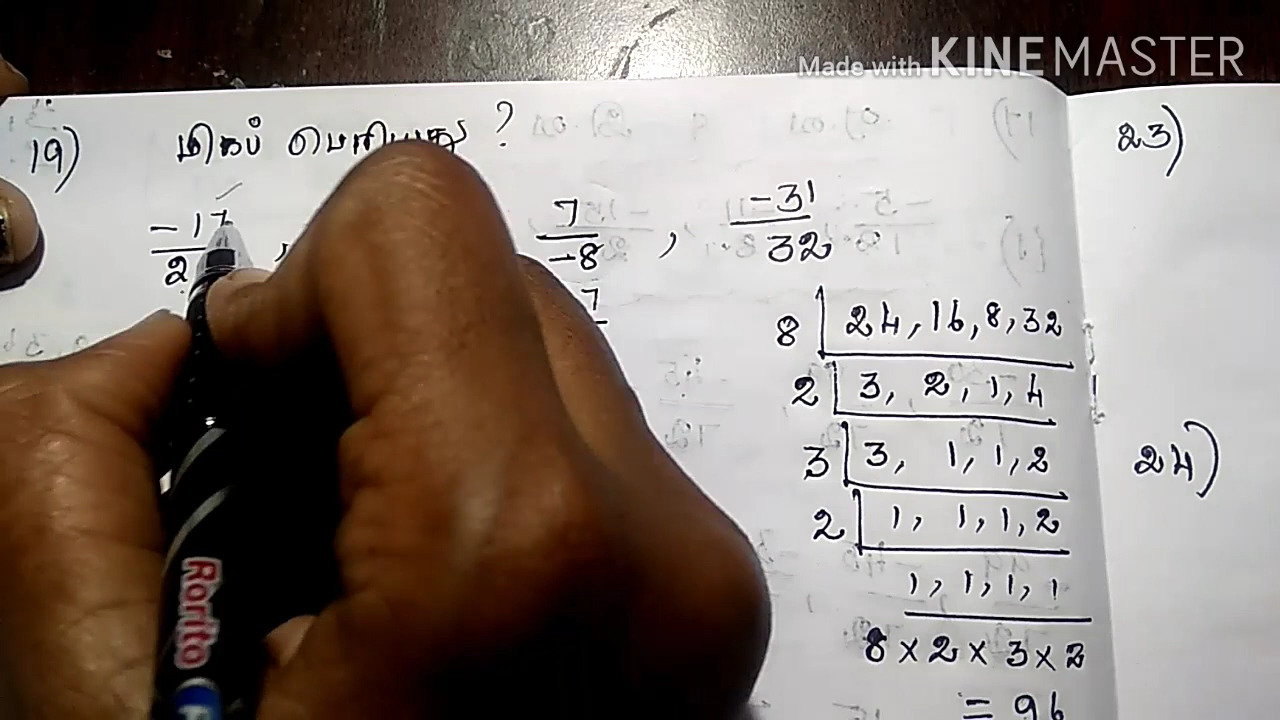 Made with KINEMASTER
19) மிகப் பெரியது ?
-17/2 , 7/-8 , -31/32
7
8 | 24, 16, 8, 32
2 | 3, 2, 1, 4
3 | 3, 1, 1, 2
2 | 1, 1, 1, 2
1, 1, 1, 1
8 × 2 × 3 × 2
= 96
23)
24)
Rorito